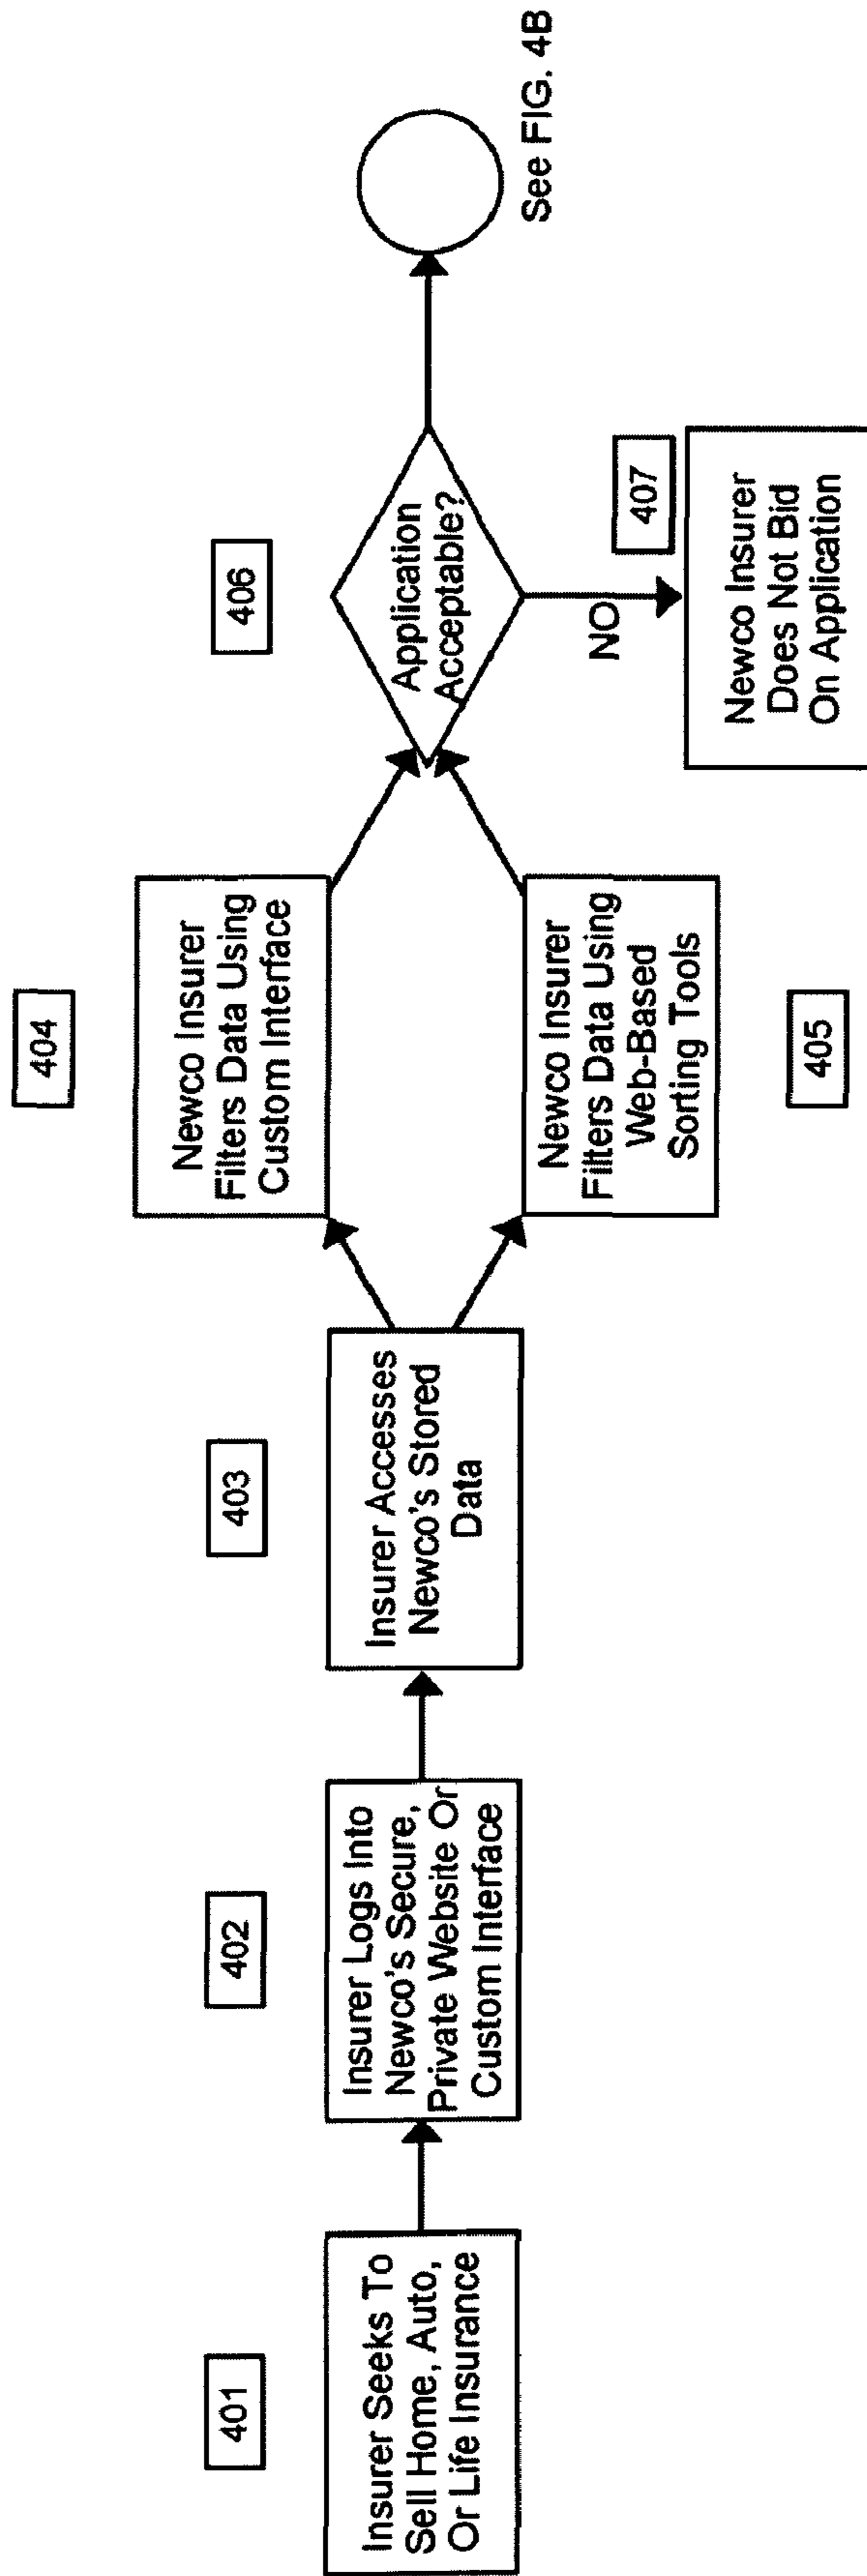 401
Insurer Seeks To
Sell Home, Auto,
Or Life Insurance
402
Insurer Logs Into
Newco's Secure,
Private Website Or
Custom Interface
403
Insurer Accesses
Newco's Stored
Data
404
Newco Insurer
Filters Data Using
Custom Interface
Newco Insurer
Filters Data Using
Web-Based
Sorting Tools
405
406
Application
Acceptable?
NO
407
Newco Insurer
Does Not Bid
On Application
See FIG. 4B